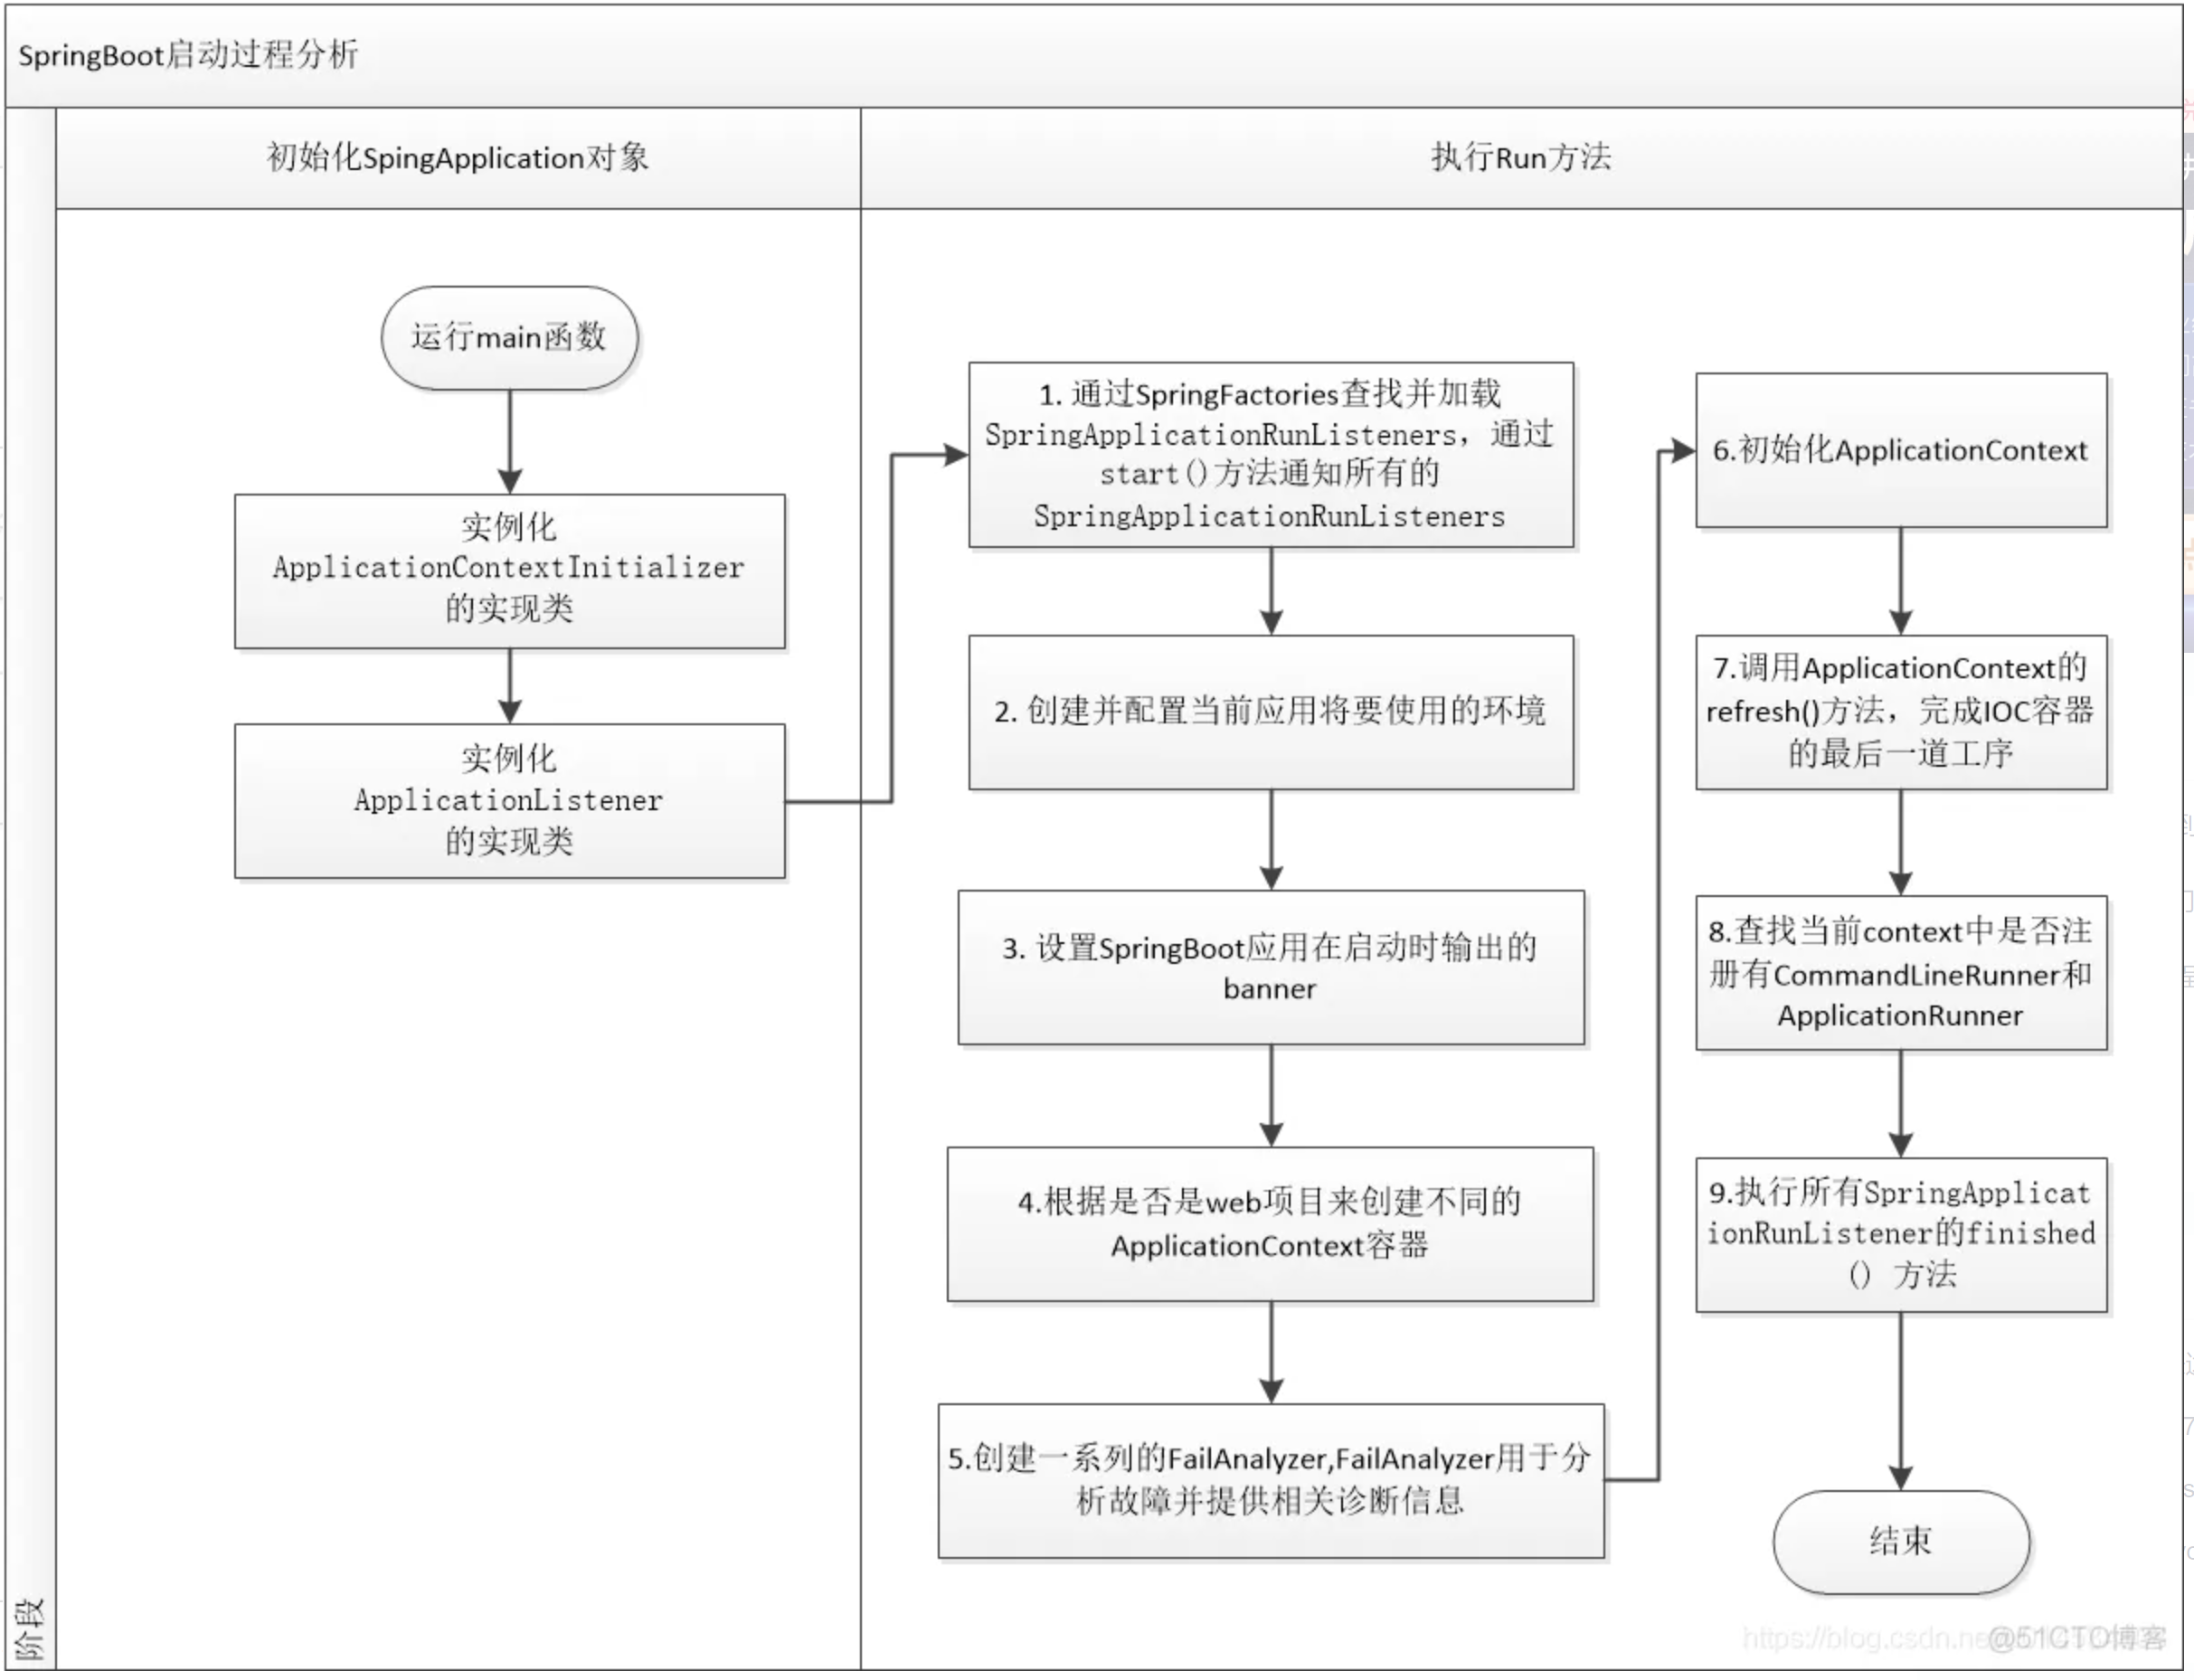 SpringBoot启动过程分析
初始化SpingApplication对象
执行Run方法
运行main函数
实例化
ApplicationContextInitializer
的实现类
实例化
ApplicationListener
的实现类
1. 通过SpringFactories查找并加载
SpringApplicationRunListeners，通过
start()方法通知所有的
SpringApplicationRunListeners
2. 创建并配置当前应用将要使用的环境
3. 设置SpringBoot应用在启动时输出的
banner
4.根据是否是web项目来创建不同的
ApplicationContext容器
5.创建一系列的FailAnalyzer,FailAnalyzer用于分
析故障并提供相关诊断信息
6.初始化ApplicationContext
7.调用ApplicationContext的
refresh()方法，完成IOC容器
的最后一道工序
8.查找当前context中是否注
册有CommandLineRunner和
ApplicationRunner
9.执行所有SpringApplicat
ionRunListener的finished
() 方法
结束
阶段
@51CTO博客